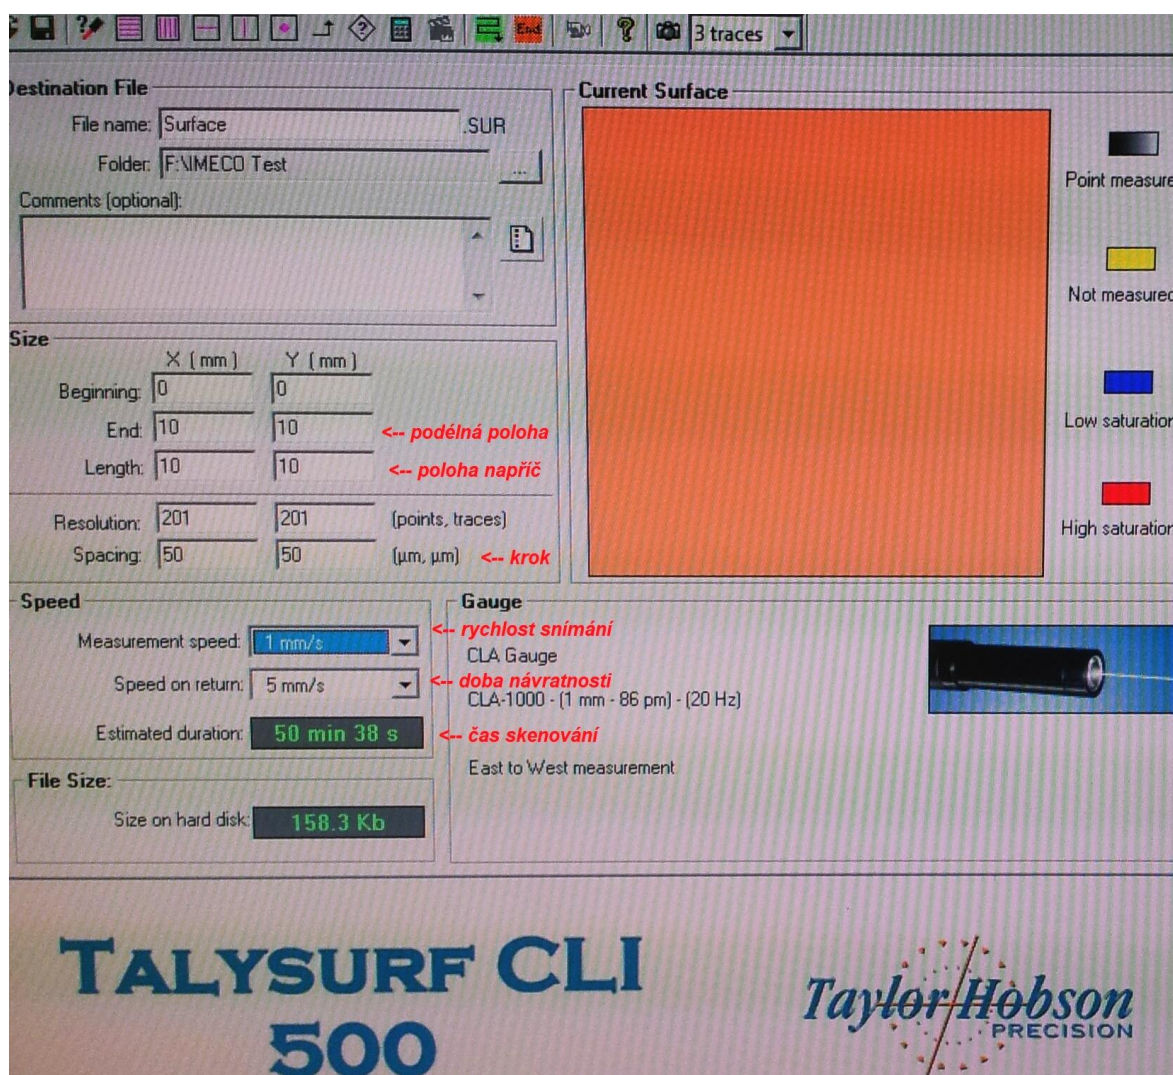 End 3 traces
Destination File
File name: Surface .SUR
Folder: F:\IMECO Test ...
Comments (optional):
Current Surface
Point measure
Not measured
Low saturation
High saturation
Size
X ( mm ) Y ( mm )
Beginning: 0 0
End: 10 10 <-- podélná poloha
Length: 10 10 <-- poloha napříč
Resolution: 201 201 (points, traces)
Spacing: 50 50 (µm, µm) <-- krok
Speed
Measurement speed: 1 mm/s <-- rychlost snímání
Speed on return: 5 mm/s <-- doba návratnosti
Estimated duration: 50 min 38 s <-- čas skenování
Gauge
CLA Gauge
CLA-1000 - (1 mm - 86 pm) - (20 Hz)
East to West measurement
File Size:
Size on hard disk: 158.3 Kb
TALYSURF CLI
500
Taylor Hobson
PRECISION